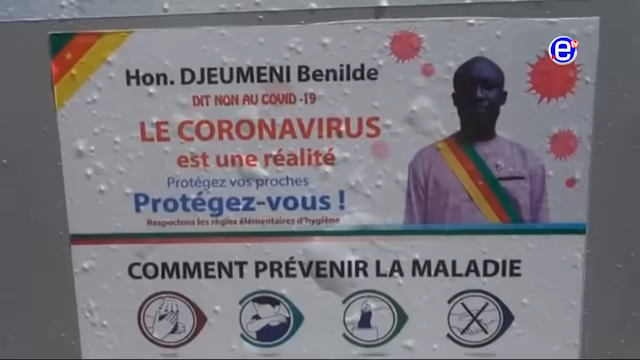 Hon. DJEUMENI Benilde
DIT NON AU COVID-19
LE CORONAVIRUS
est une réalité
Protégez vos proches
Protégez-vous !
Respectons les règles élémentaires d'hygiène
COMMENT PRÉVENIR LA MALADIE
e